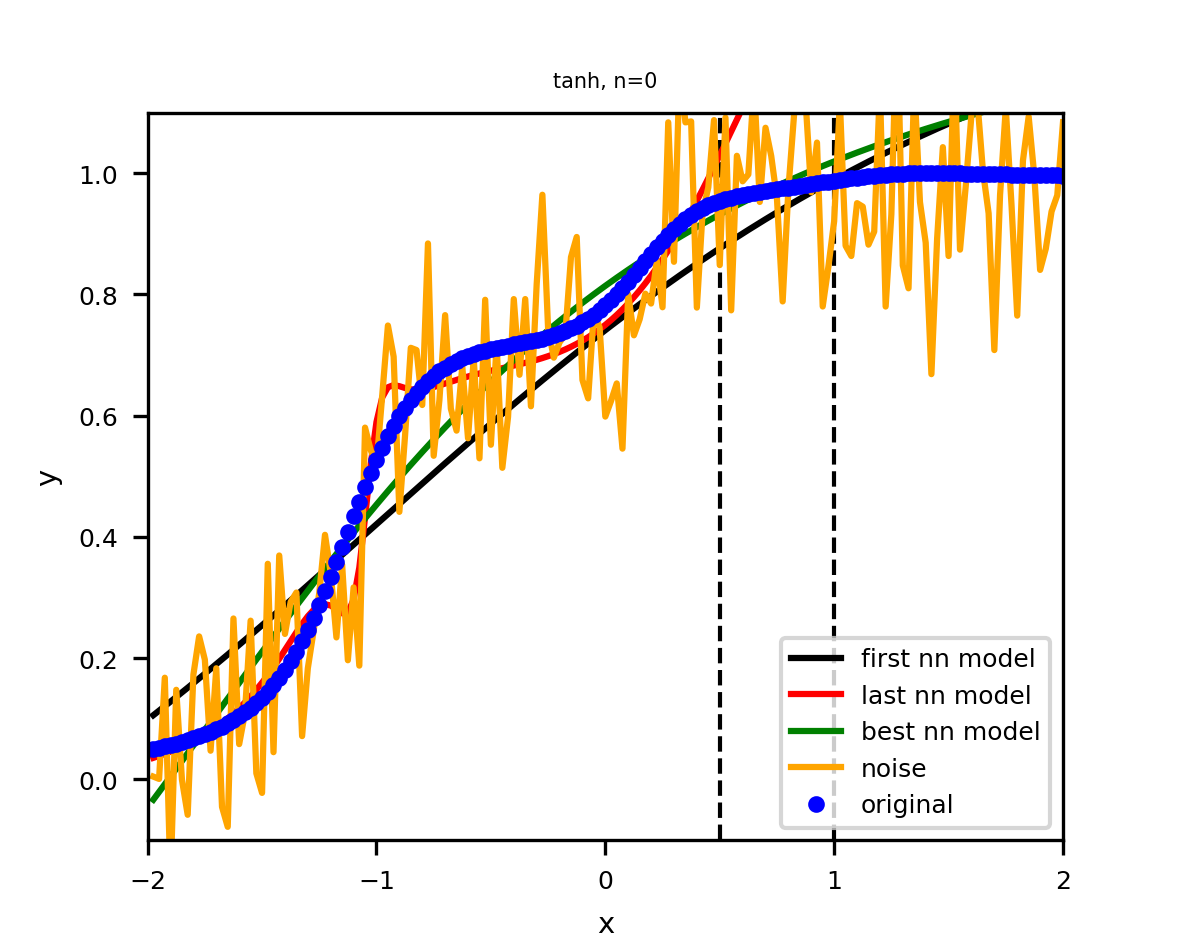 tanh, n=0
1.0
0.8
0.6
0.4
0.2
0.0
y
−2
−1
0
1
2
x
first nn model
last nn model
best nn model
noise
original